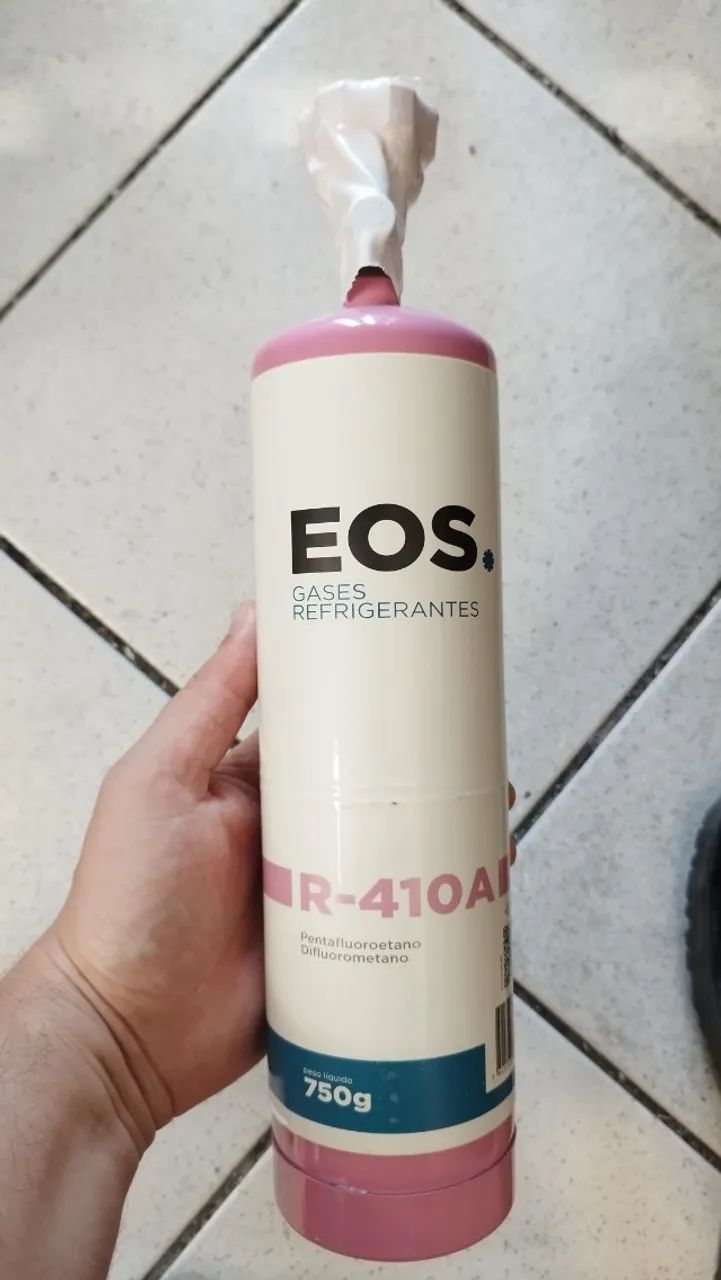 EOS.
GASES
REFRIGERANTES
R-410A
Pentafluoroetano
Difluorometano
peso líquido
750g